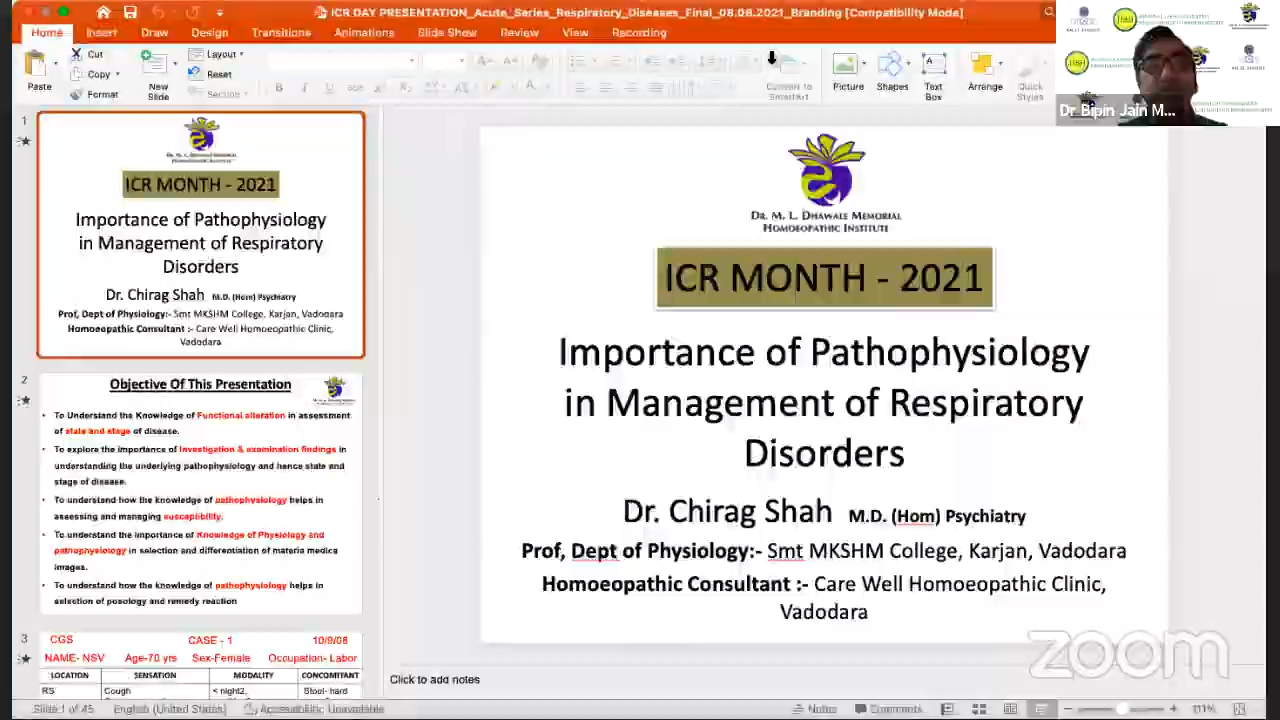 ICR DAY PRESENTATION_Acute_Series_Respiratory_Diseases_Final_08.08.2021_Branding [Compatibility Mode]
Home Insert Draw Design Transitions Animations Slide Show Review View Recording
Cut
Copy
Format
Paste
New
Slide
Layout
Reset
Section
Convert to
SmartArt
Picture
Shapes
Text
Box
Arrange
Quick
Styles
Dr Bipin Jain M...
1
DR. M. L. DHAWALE MEMORIAL
HOMOEOPATHIC INSTITUTE
ICR MONTH - 2021
Importance of Pathophysiology
in Management of Respiratory
Disorders
Dr. Chirag Shah M.D. (Hom) Psychiatry
Prof, Dept of Physiology:- Smt MKSHM College, Karjan, Vadodara
Homoeopathic Consultant :- Care Well Homoeopathic Clinic,
Vadodara
2
Objective Of This Presentation
• To Understand the Knowledge of Functional alteration in assessment
of state and stage of disease.
• To explore the importance of Investigation & examination findings in
understanding the underlying pathophysiology and hence state and
stage of disease.
• To understand how the knowledge of pathophysiology helps in
assessing and managing susceptibility.
• To understand the importance of Knowledge of Physiology and
pathophysiology in selection and differentiation of materia medica
images.
• To understand how the knowledge of pathophysiology helps in
selection of posology and remedy reaction
3
CGS CASE - 1 10/9/08
NAME- NSV Age-70 yrs Sex-Female Occupation- Labor
LOCATION SENSATION MODALITY CONCOMITANT
RS Cough < night2, Stool- hard
DR. M. L. DHAWALE MEMORIAL
HOMOEOPATHIC INSTITUTE
ICR MONTH - 2021
Importance of Pathophysiology
in Management of Respiratory
Disorders
Dr. Chirag Shah M.D. (Hom) Psychiatry
Prof, Dept of Physiology:- Smt MKSHM College, Karjan, Vadodara
Homoeopathic Consultant :- Care Well Homoeopathic Clinic,
Vadodara
zoom
Click to add notes
Slide 1 of 45 English (United States) Accessibility: Unavailable Notes Comments 111%